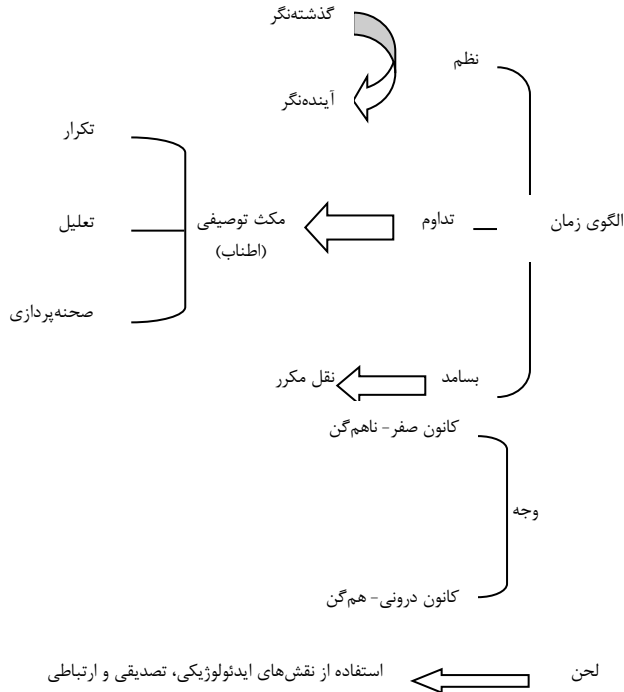 گذشته‌نگر
نظم
آینده‌نگر
تکرار
الگوی زمان
تداوم
مکث توصیفی
(اطناب)
تعلیل
صحنه‌پردازی
بسامد
نقل مکرر
کانون صفر- ناهم‌گن
وجه
کانون درونی- هم‌گن
لحن
استفاده از نقش‌های ایدئولوژیکی، تصدیقی و ارتباطی